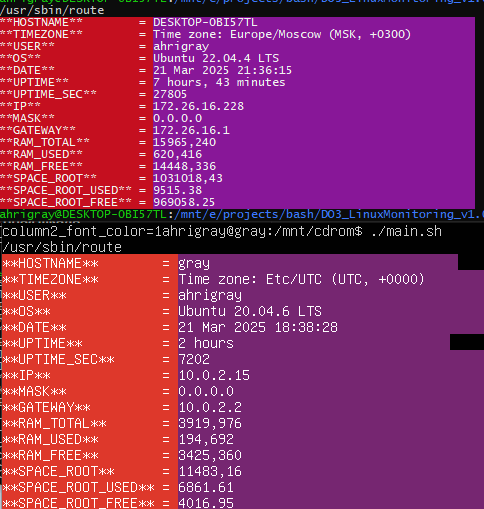 ahrigray@DESKTOP-OBI57TL:/mnt/e/projects/bash/DO3_LinuxMonitoring_v1.
/usr/sbin/route
**HOSTNAME** = DESKTOP-OBI57TL
**TIMEZONE** = Time zone: Europe/Moscow (MSK, +0300)
**USER** = ahrigray
**OS** = Ubuntu 22.04.4 LTS
**DATE** = 21 Mar 2025 21:36:15
**UPTIME** = 7 hours, 43 minutes
**UPTIME_SEC** = 27805
**IP** = 172.26.16.228
**MASK** = 0.0.0.0
**GATEWAY** = 172.26.16.1
**RAM_TOTAL** = 15965,240
**RAM_USED** = 620,416
**RAM_FREE** = 14448,336
**SPACE_ROOT** = 1031018,43
**SPACE_ROOT_USED** = 9515.38
**SPACE_ROOT_FREE** = 969058.25
ahrigray@DESKTOP-OBI57TL:/mnt/e/projects/bash/DO3_LinuxMonitoring_v1.
column2_font_color=1ahrigray@gray:/mnt/cdrom$ ./main.sh
/usr/sbin/route
**HOSTNAME** = gray
**TIMEZONE** = Time zone: Etc/UTC (UTC, +0000)
**USER** = ahrigray
**OS** = Ubuntu 20.04.6 LTS
**DATE** = 21 Mar 2025 18:38:28
**UPTIME** = 2 hours
**UPTIME_SEC** = 7202
**IP** = 10.0.2.15
**MASK** = 0.0.0.0
**GATEWAY** = 10.0.2.2
**RAM_TOTAL** = 3919,976
**RAM_USED** = 194,692
**RAM_FREE** = 3425,360
**SPACE_ROOT** = 11483,16
**SPACE_ROOT_USED** = 6861.61
**SPACE_ROOT_FREE** = 4016.95